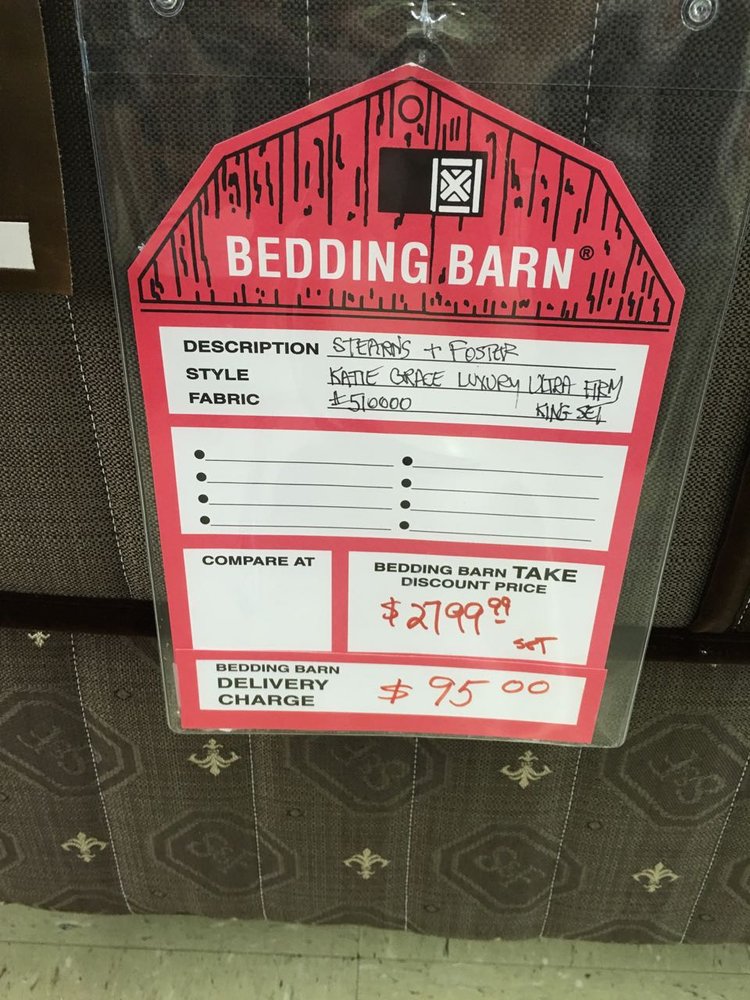 BEDDING BARN®
DESCRIPTION STEARNS + FOSTER
STYLE KATIE GRACE LUXURY ULTRA FIRM
FABRIC #510000 KING SET
COMPARE AT
BEDDING BARN TAKE
DISCOUNT PRICE
$2799.99
SET
BEDDING BARN
DELIVERY
CHARGE
$95 00
S&F
S&F
S&F
S&F